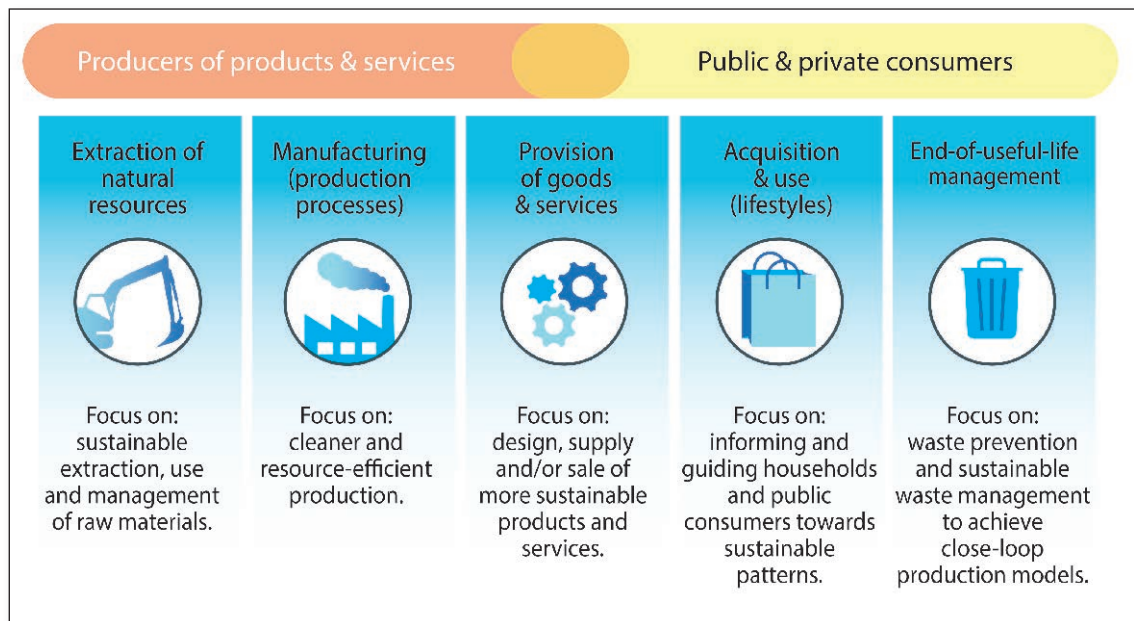 Producers of products & services
Public & private consumers
Extraction of
natural
resources
Focus on:
sustainable
extraction, use
and management
of raw materials.
Manufacturing
(production
processes)
Focus on:
cleaner and
resource-efficient
production.
Provision
of goods
& services
Focus on:
design, supply
and/or sale of
more sustainable
products and
services.
Acquisition
& use
(lifestyles)
Focus on:
informing and
guiding households
and public
consumers towards
sustainable
patterns.
End-of-useful-life
management
Focus on:
waste prevention
and sustainable
waste management
to achieve
close-loop
production models.